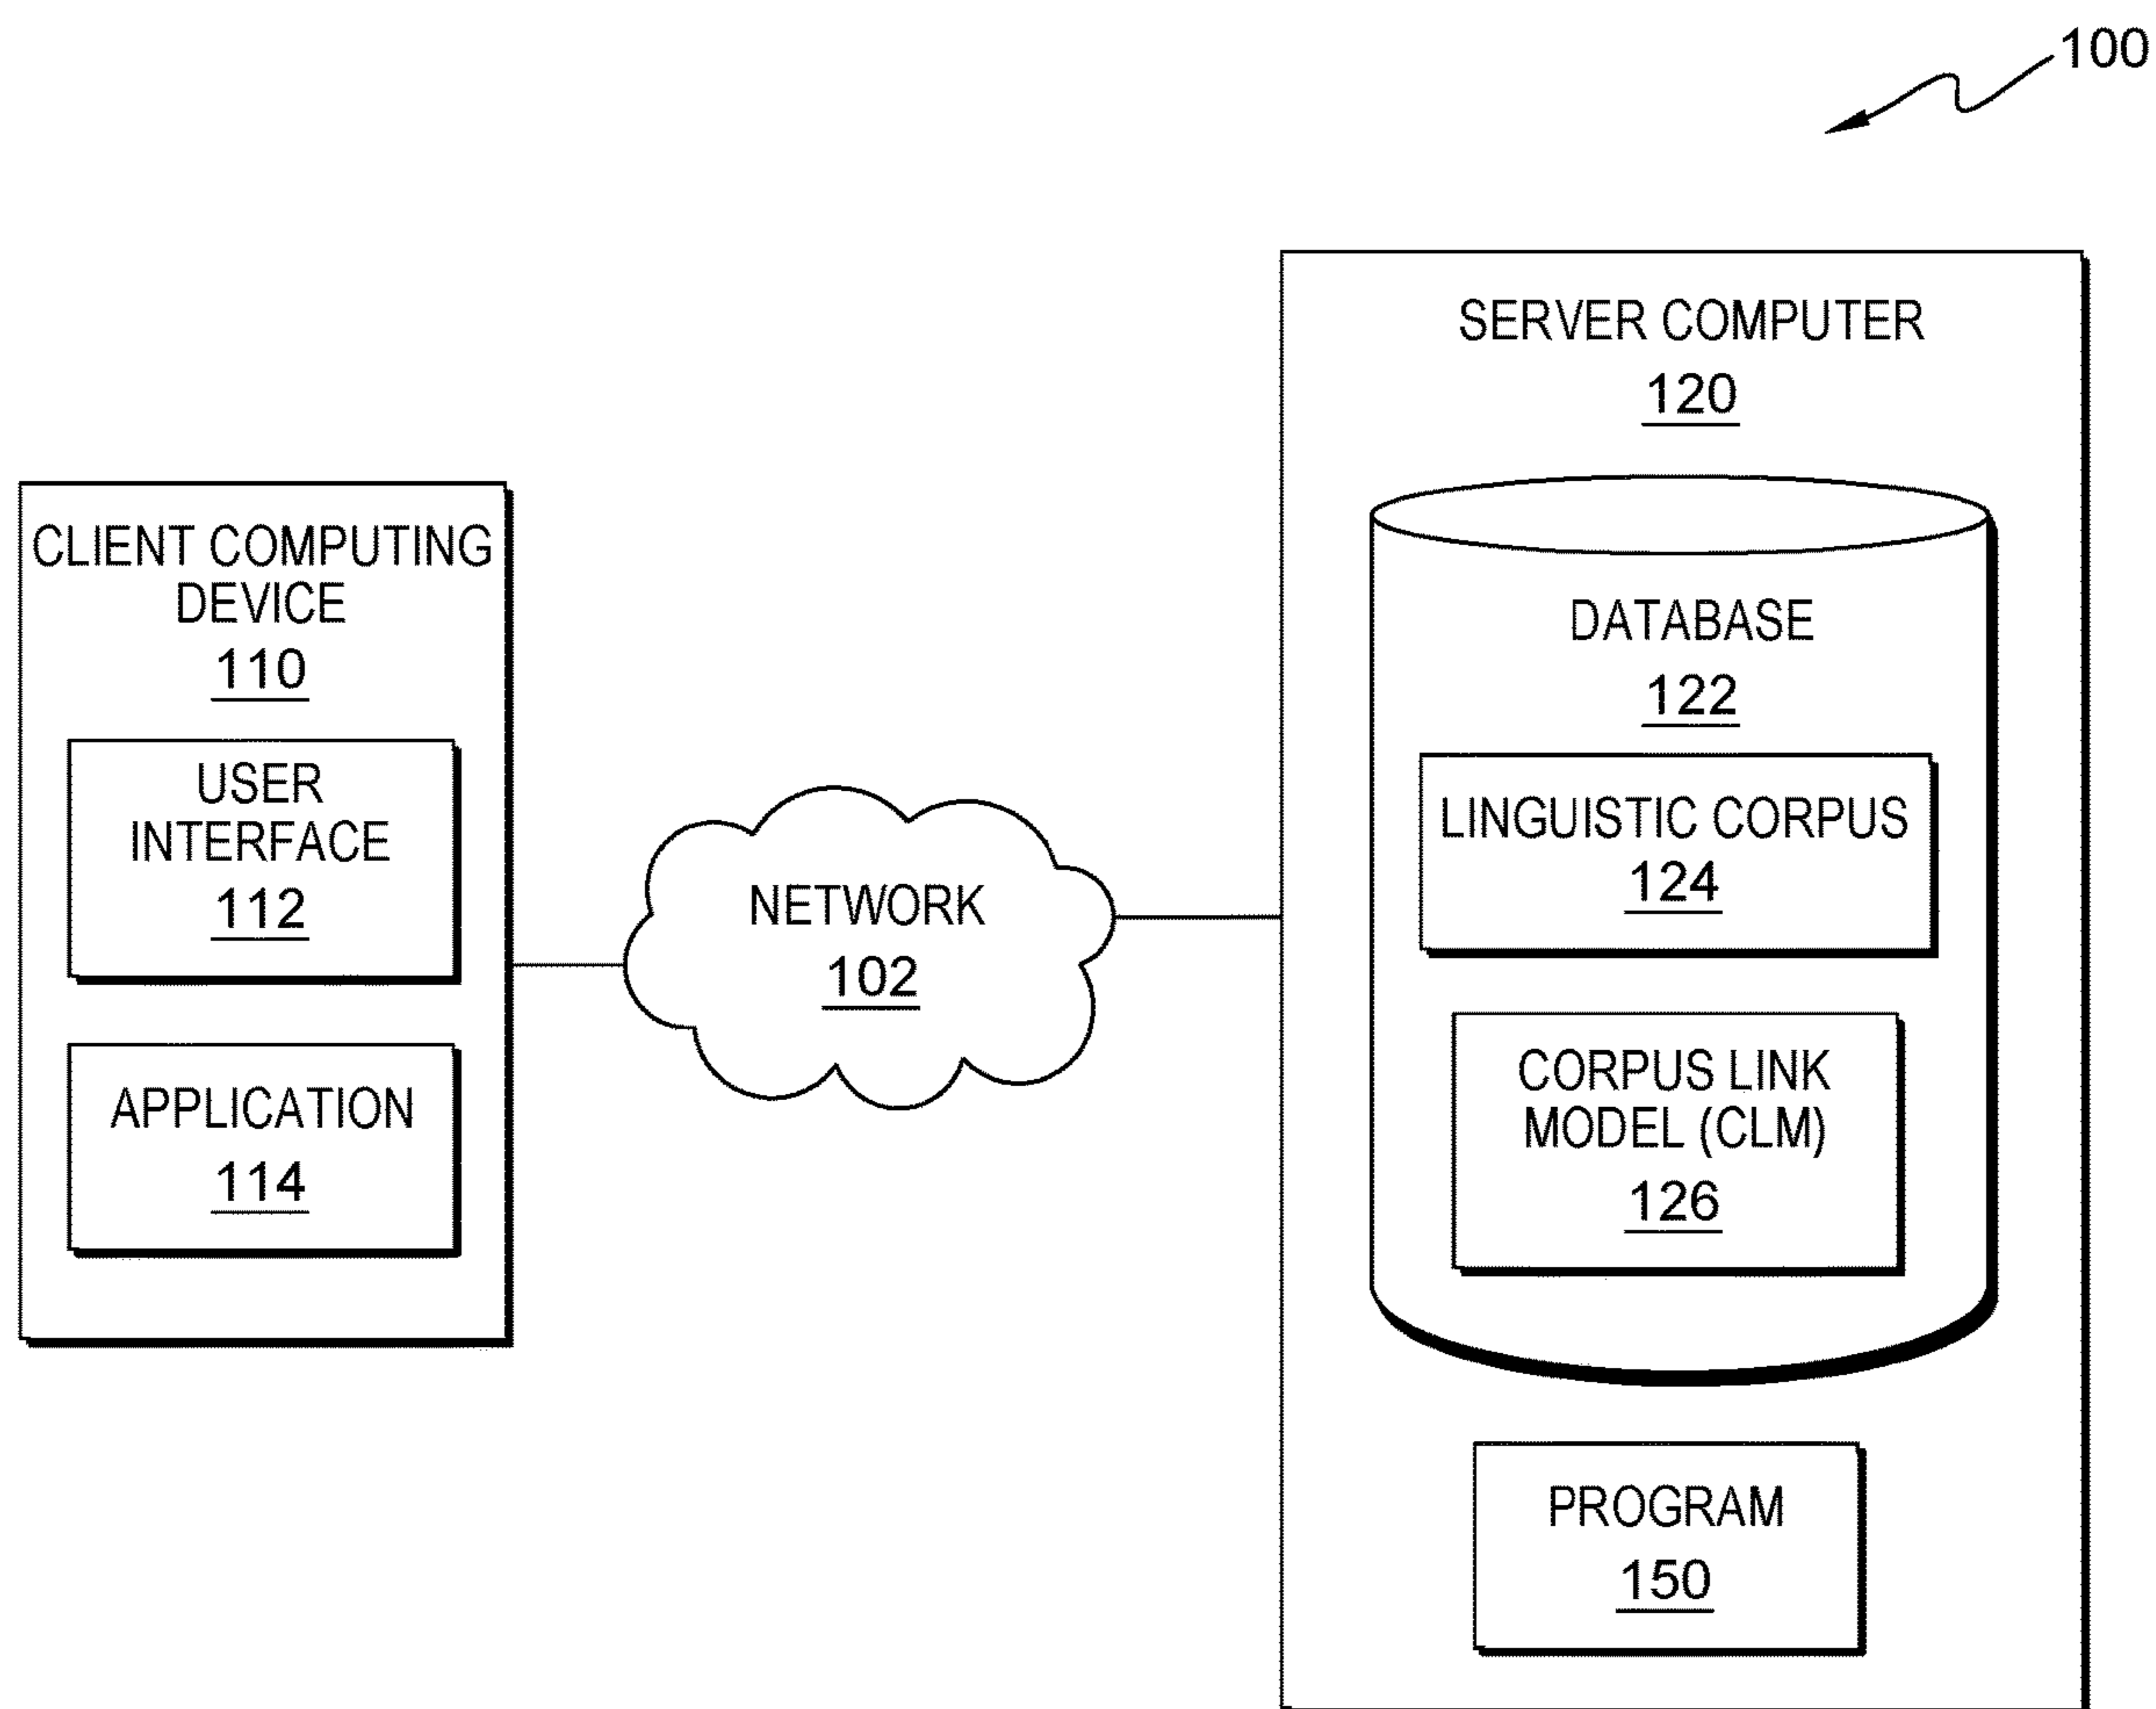 100
SERVER COMPUTER
120
CLIENT COMPUTING
DEVICE
110
USER
INTERFACE
112
APPLICATION
114
NETWORK
102
DATABASE
122
LINGUISTIC CORPUS
124
CORPUS LINK
MODEL (CLM)
126
PROGRAM
150